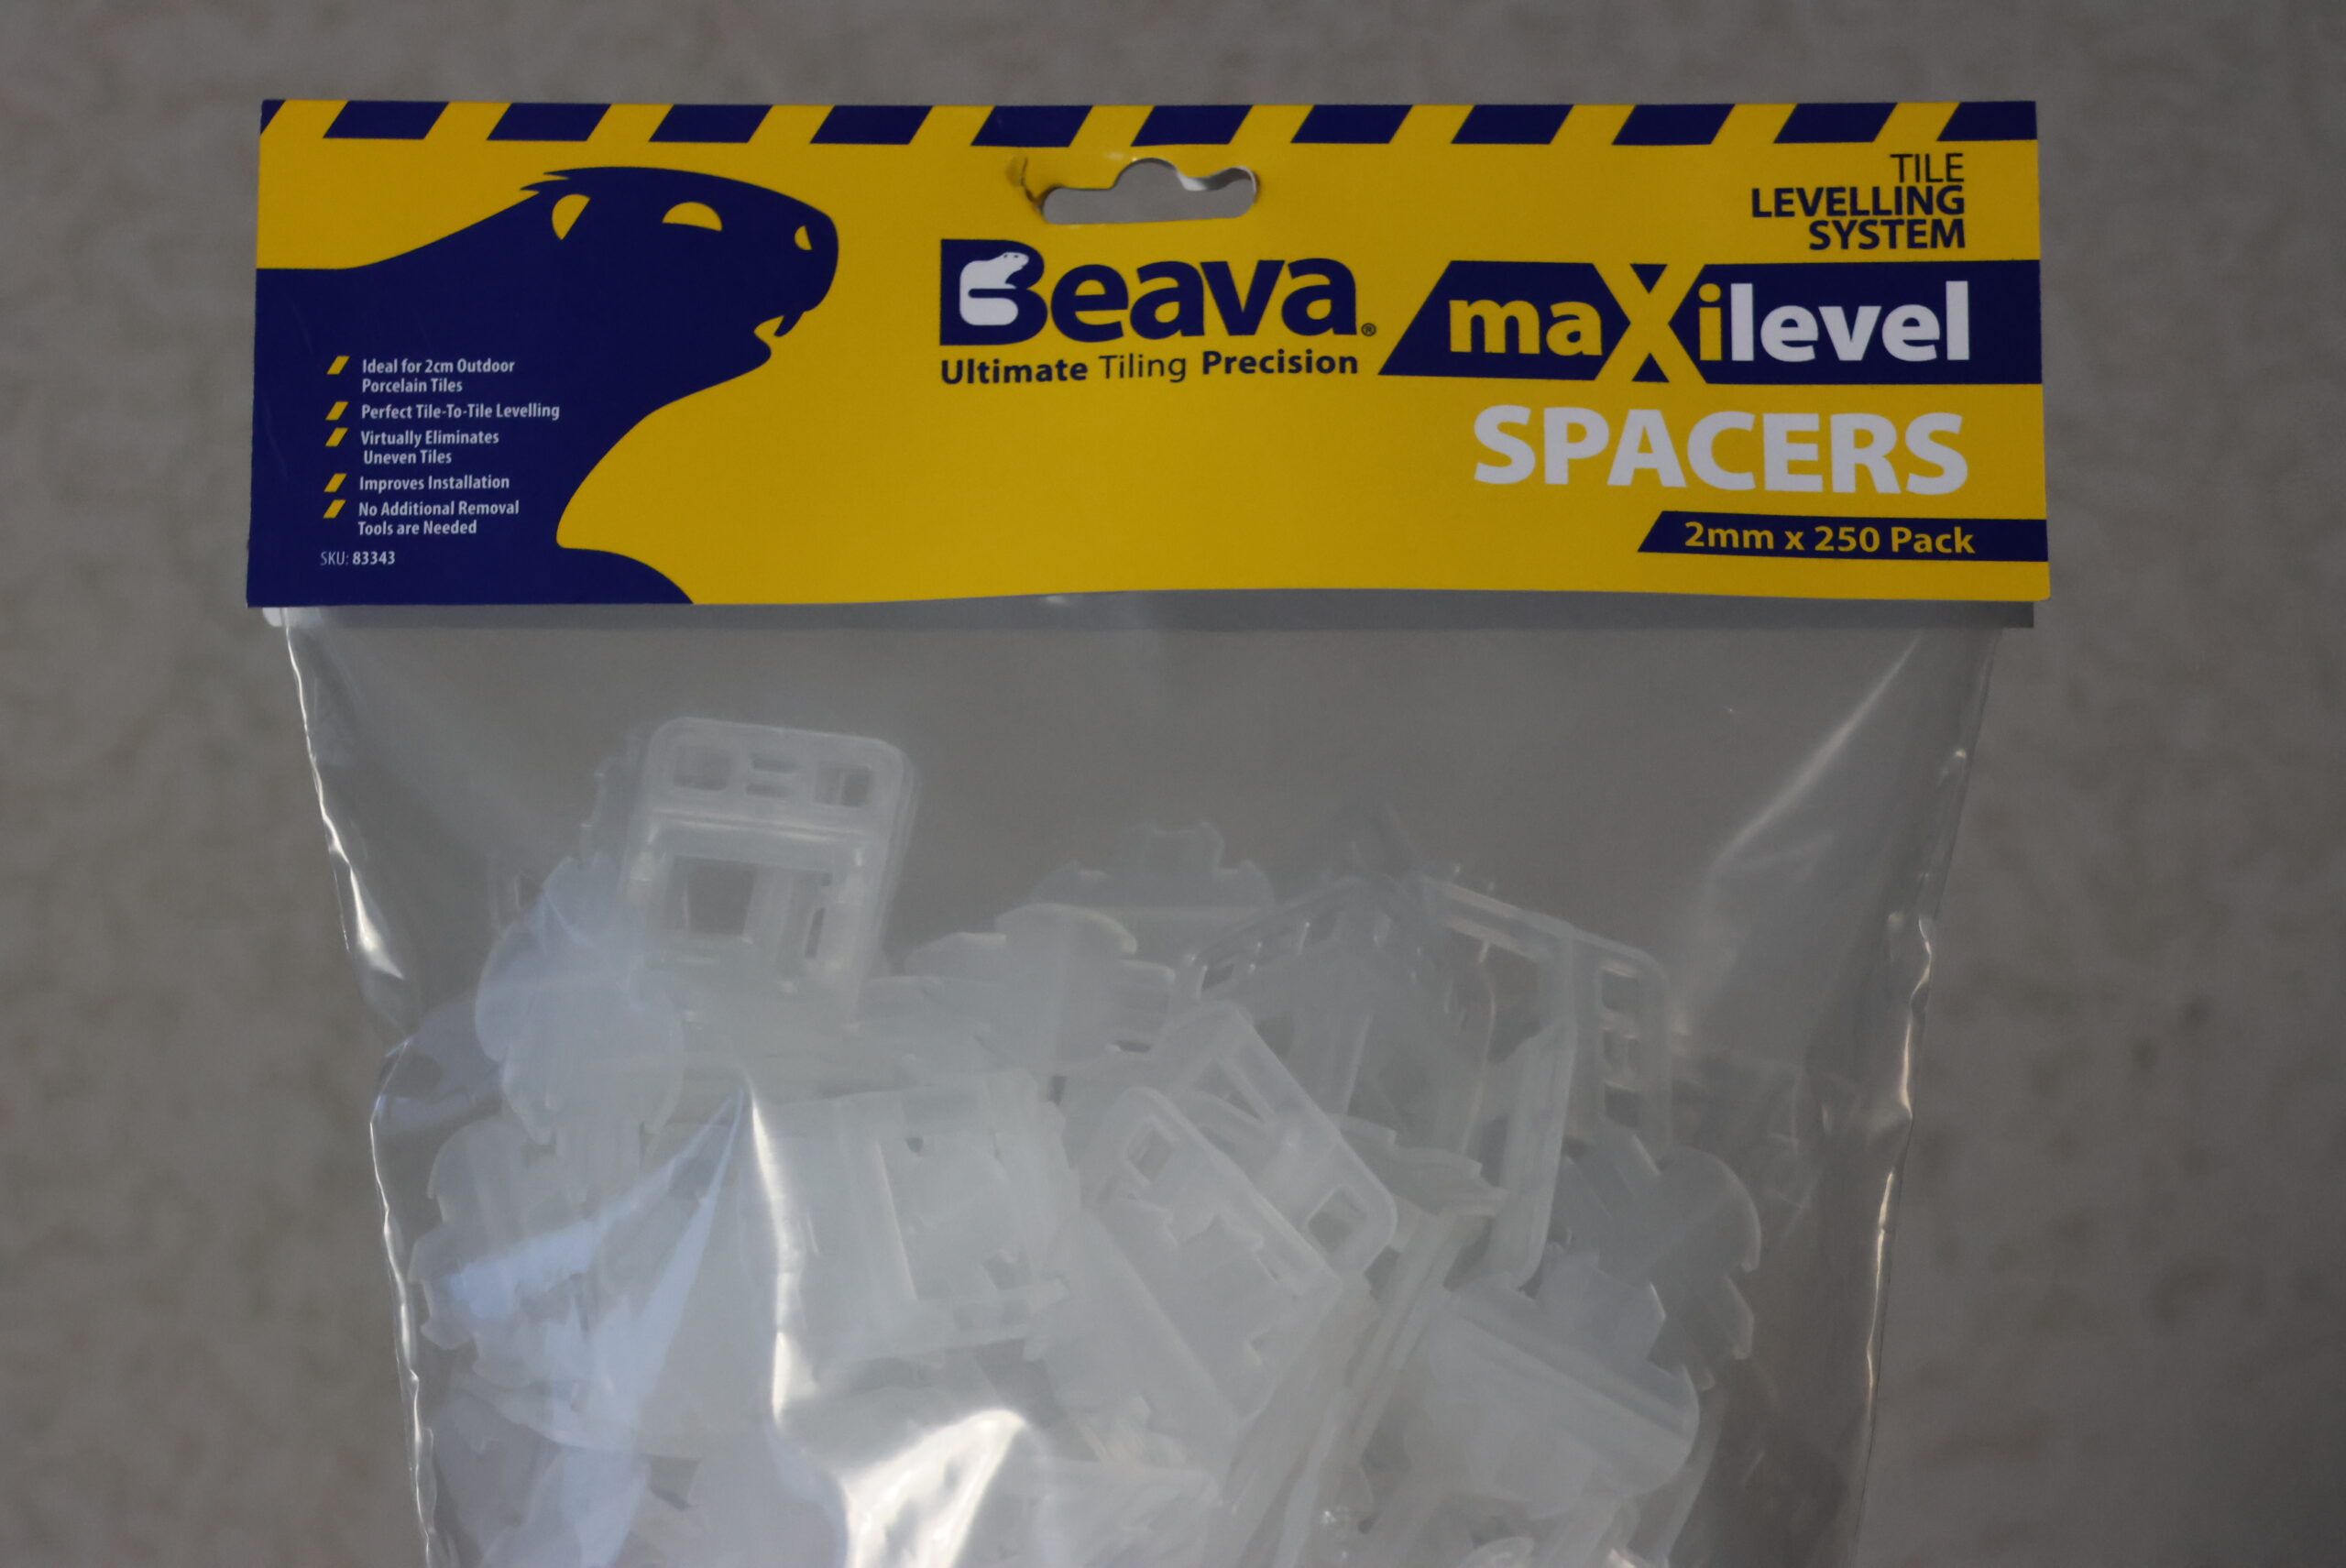 TILE
LEVELLING
SYSTEM
Beava®
Ultimate Tiling Precision
maXilevel
SPACERS
2mm x 250 Pack
Ideal for 2cm Outdoor
Porcelain Tiles
Perfect Tile-To-Tile Levelling
Virtually Eliminates
Uneven Tiles
Improves Installation
No Additional Removal
Tools are Needed
SKU: 83343